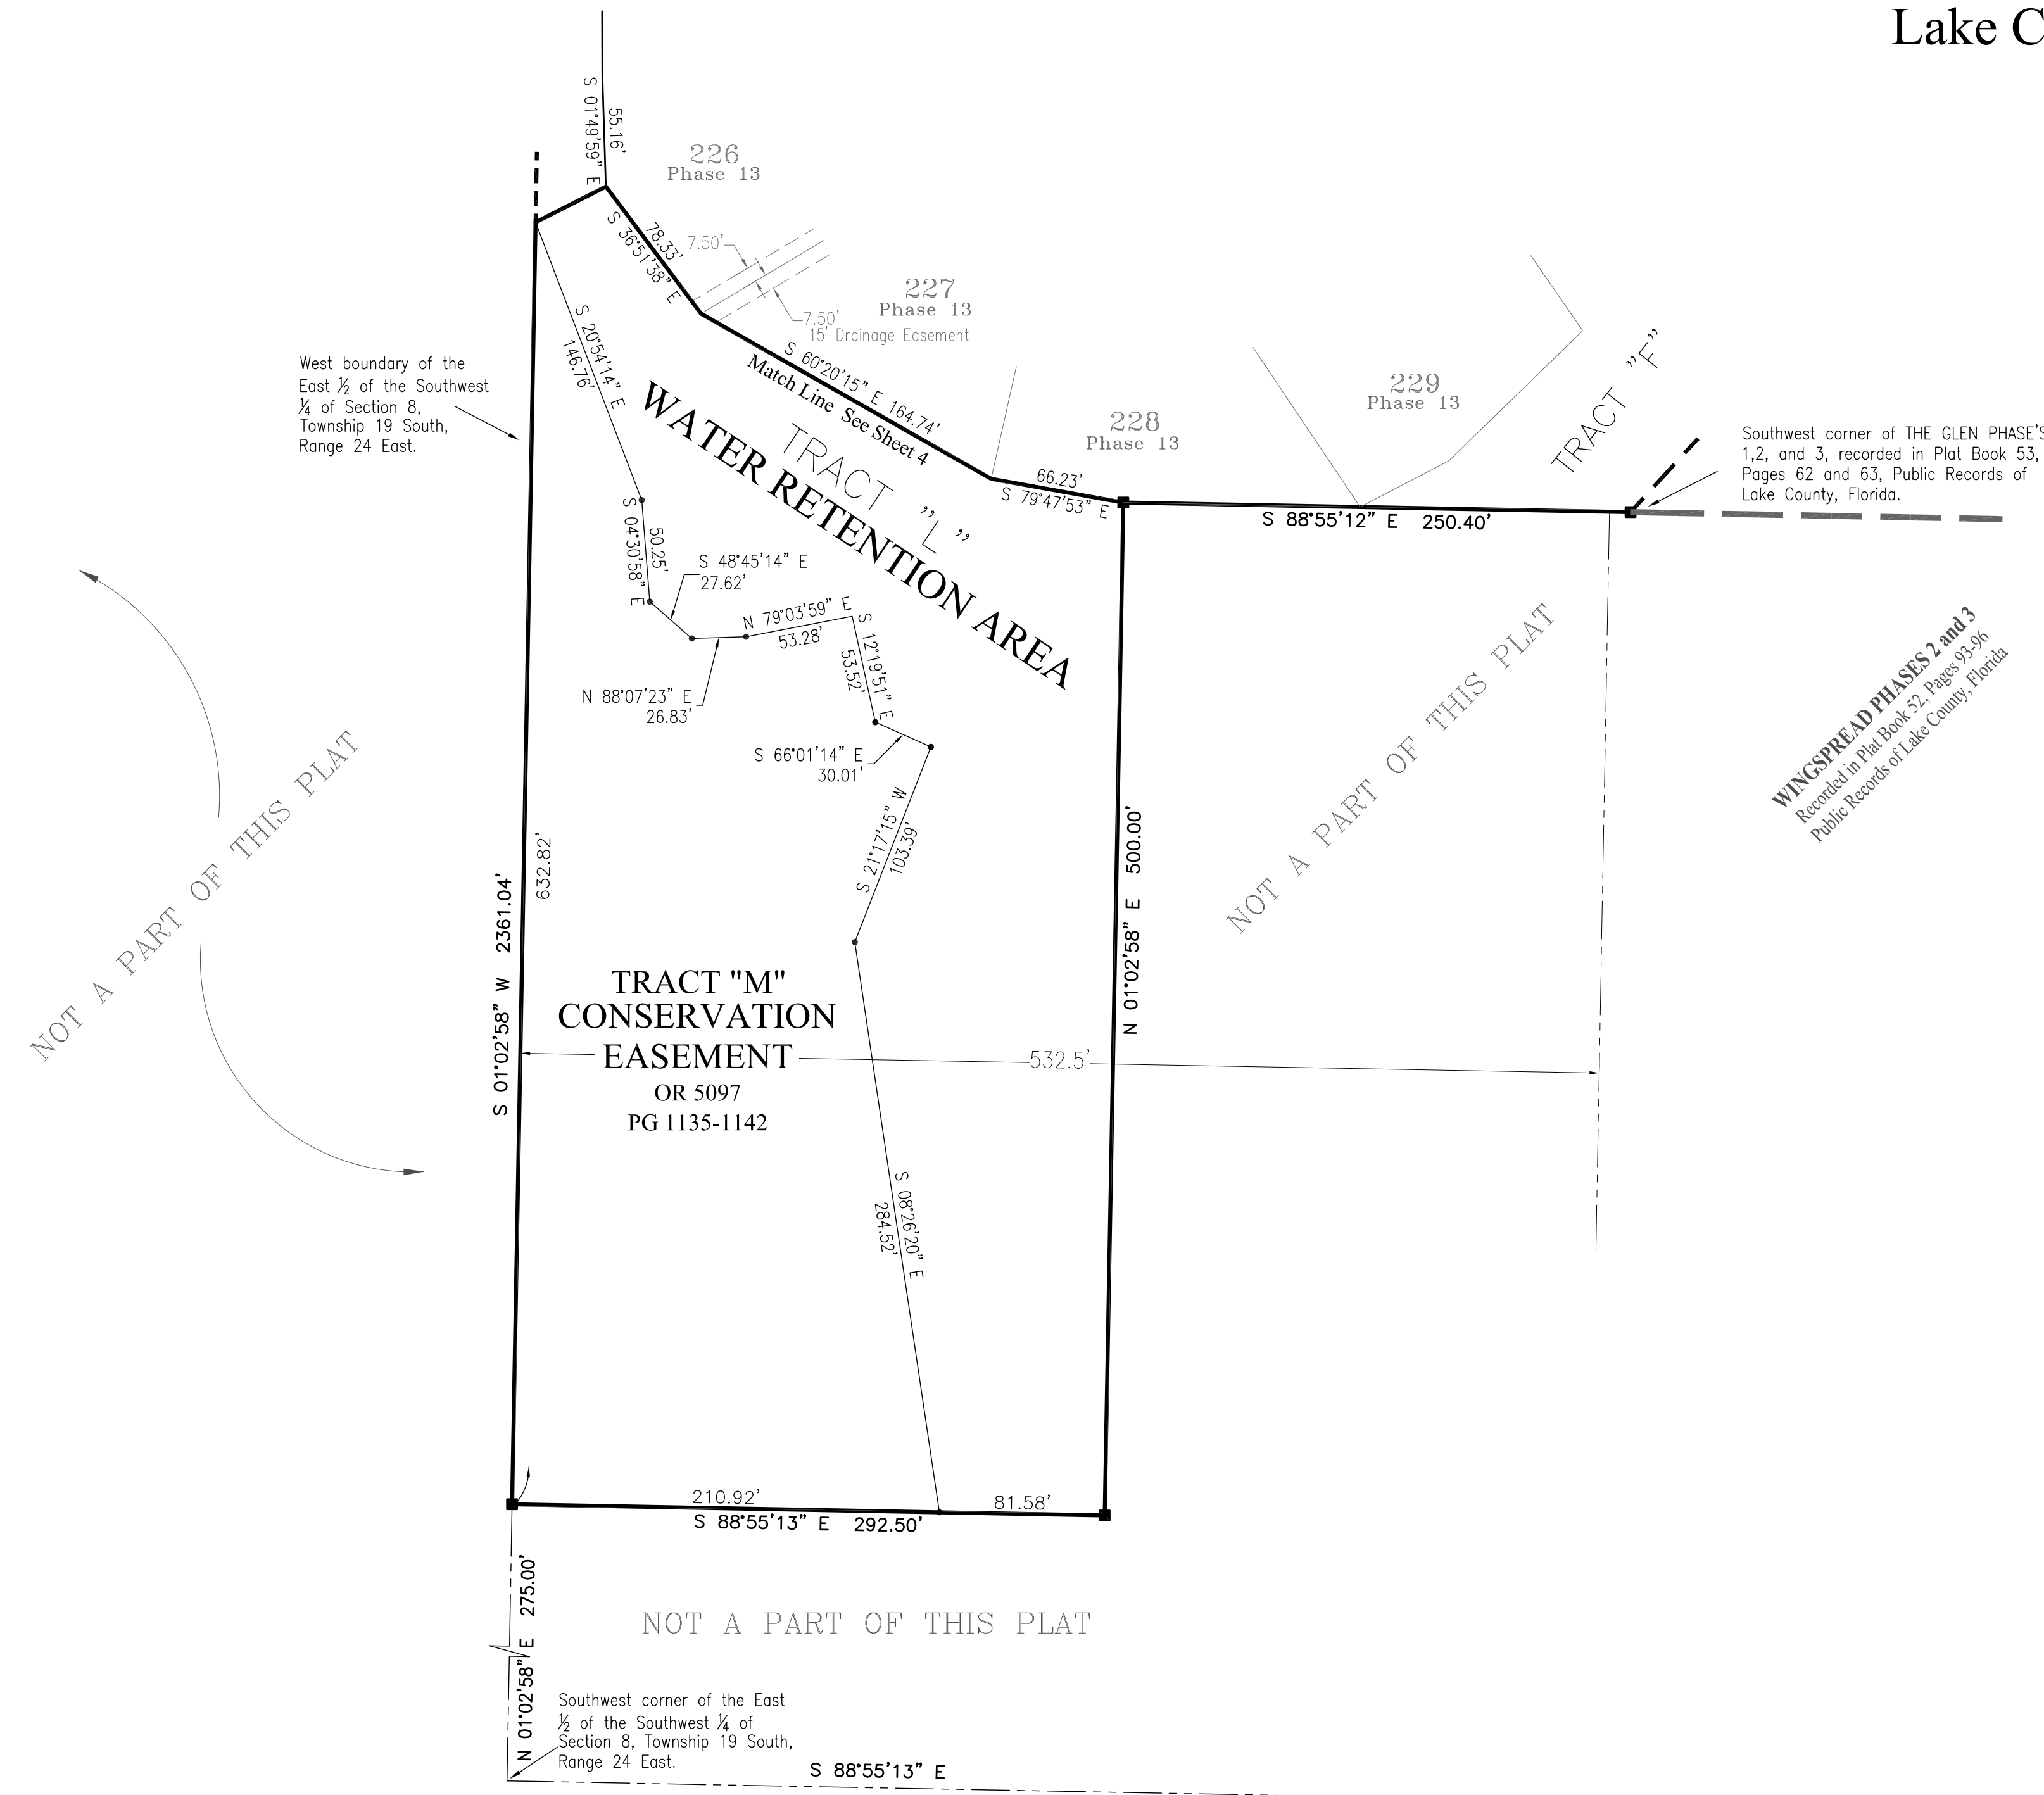 Lake C
S 01°49'59" E
55.16'
226
Phase 13
S 36°51'38" E
78.33'
7.50'
7.50'
15' Drainage Easement
227
Phase 13
S 20°54'14" E
146.76'
West boundary of the
East ½ of the Southwest
¼ of Section 8,
Township 19 South,
Range 24 East.
S 60°20'15" E 164.74'
Match Line See Sheet 4
WATER RETENTION AREA
TRACT "L"
228
Phase 13
229
Phase 13
TRACT "F"
Southwest corner of THE GLEN PHASE'S
1,2, and 3, recorded in Plat Book 53,
Pages 62 and 63, Public Records of
Lake County, Florida.
66.23'
S 79°47'53" E
S 88°55'12" E 250.40'
S 04°30'58" E
50.25'
S 48°45'14" E
27.62'
N 79°03'59" E
53.28'
S 12°19'51" E
53.52'
N 88°07'23" E
26.83'
S 66°01'14" E
30.01'
S 21°17'15" W
103.39'
NOT A PART OF THIS PLAT
NOT A PART OF THIS PLAT
WINGSPREAD PHASES 2 and 3
Recorded in Plat Book 52, Pages 93-96
Public Records of Lake County, Florida
632.82'
S 01°02'58" W 2361.04'
N 01°02'58" E 500.00'
TRACT "M"
CONSERVATION
EASEMENT
OR 5097
PG 1135-1142
532.5'
S 08°26'20" E
284.52'
210.92'
81.58'
S 88°55'13" E 292.50'
N 01°02'58" E 275.00'
NOT A PART OF THIS PLAT
Southwest corner of the East
½ of the Southwest ¼ of
Section 8, Township 19 South,
Range 24 East.
S 88°55'13" E